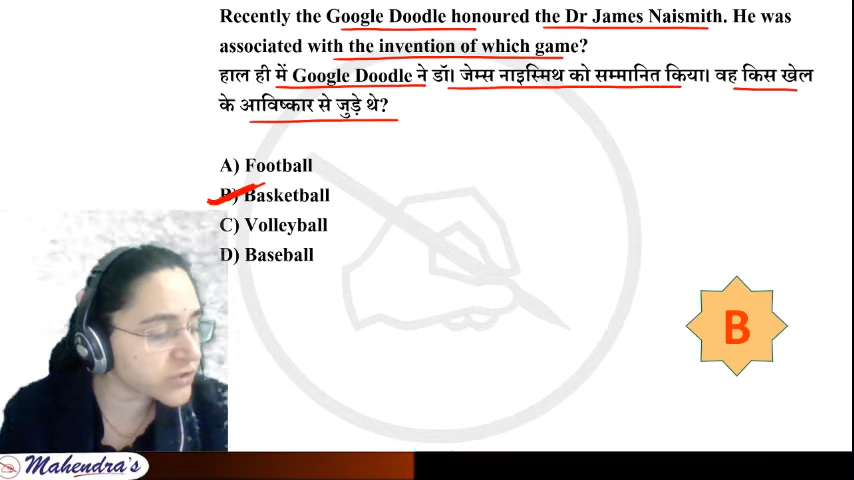 Recently the Google Doodle honoured the Dr James Naismith. He was
associated with the invention of which game?
हाल ही में Google Doodle ने डॉ। जेम्स नाइस्मिथ को सम्मानित किया। वह किस खेल
के आविष्कार से जुड़े थे?
A) Football
B) Basketball
C) Volleyball
D) Baseball
B
Mahendra's